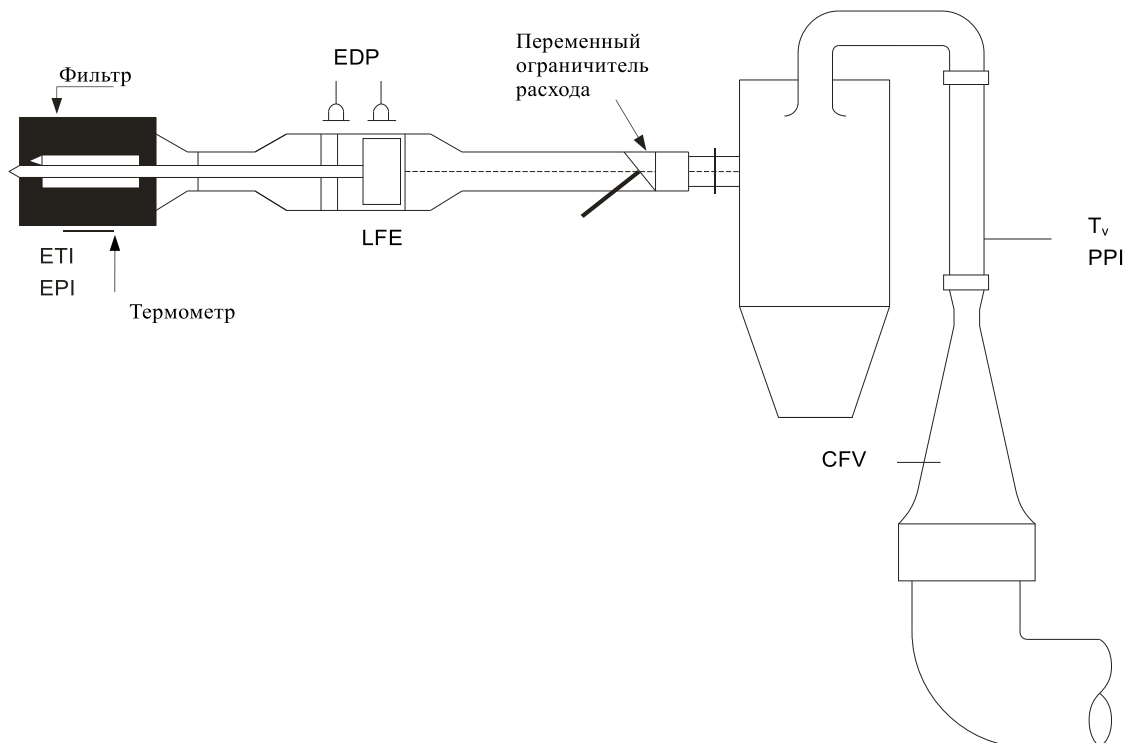 Фильтр
EDP
Переменный
ограничитель
расхода
LFE
ETI
EPI
Термометр
Tᵥ
PPI
CFV